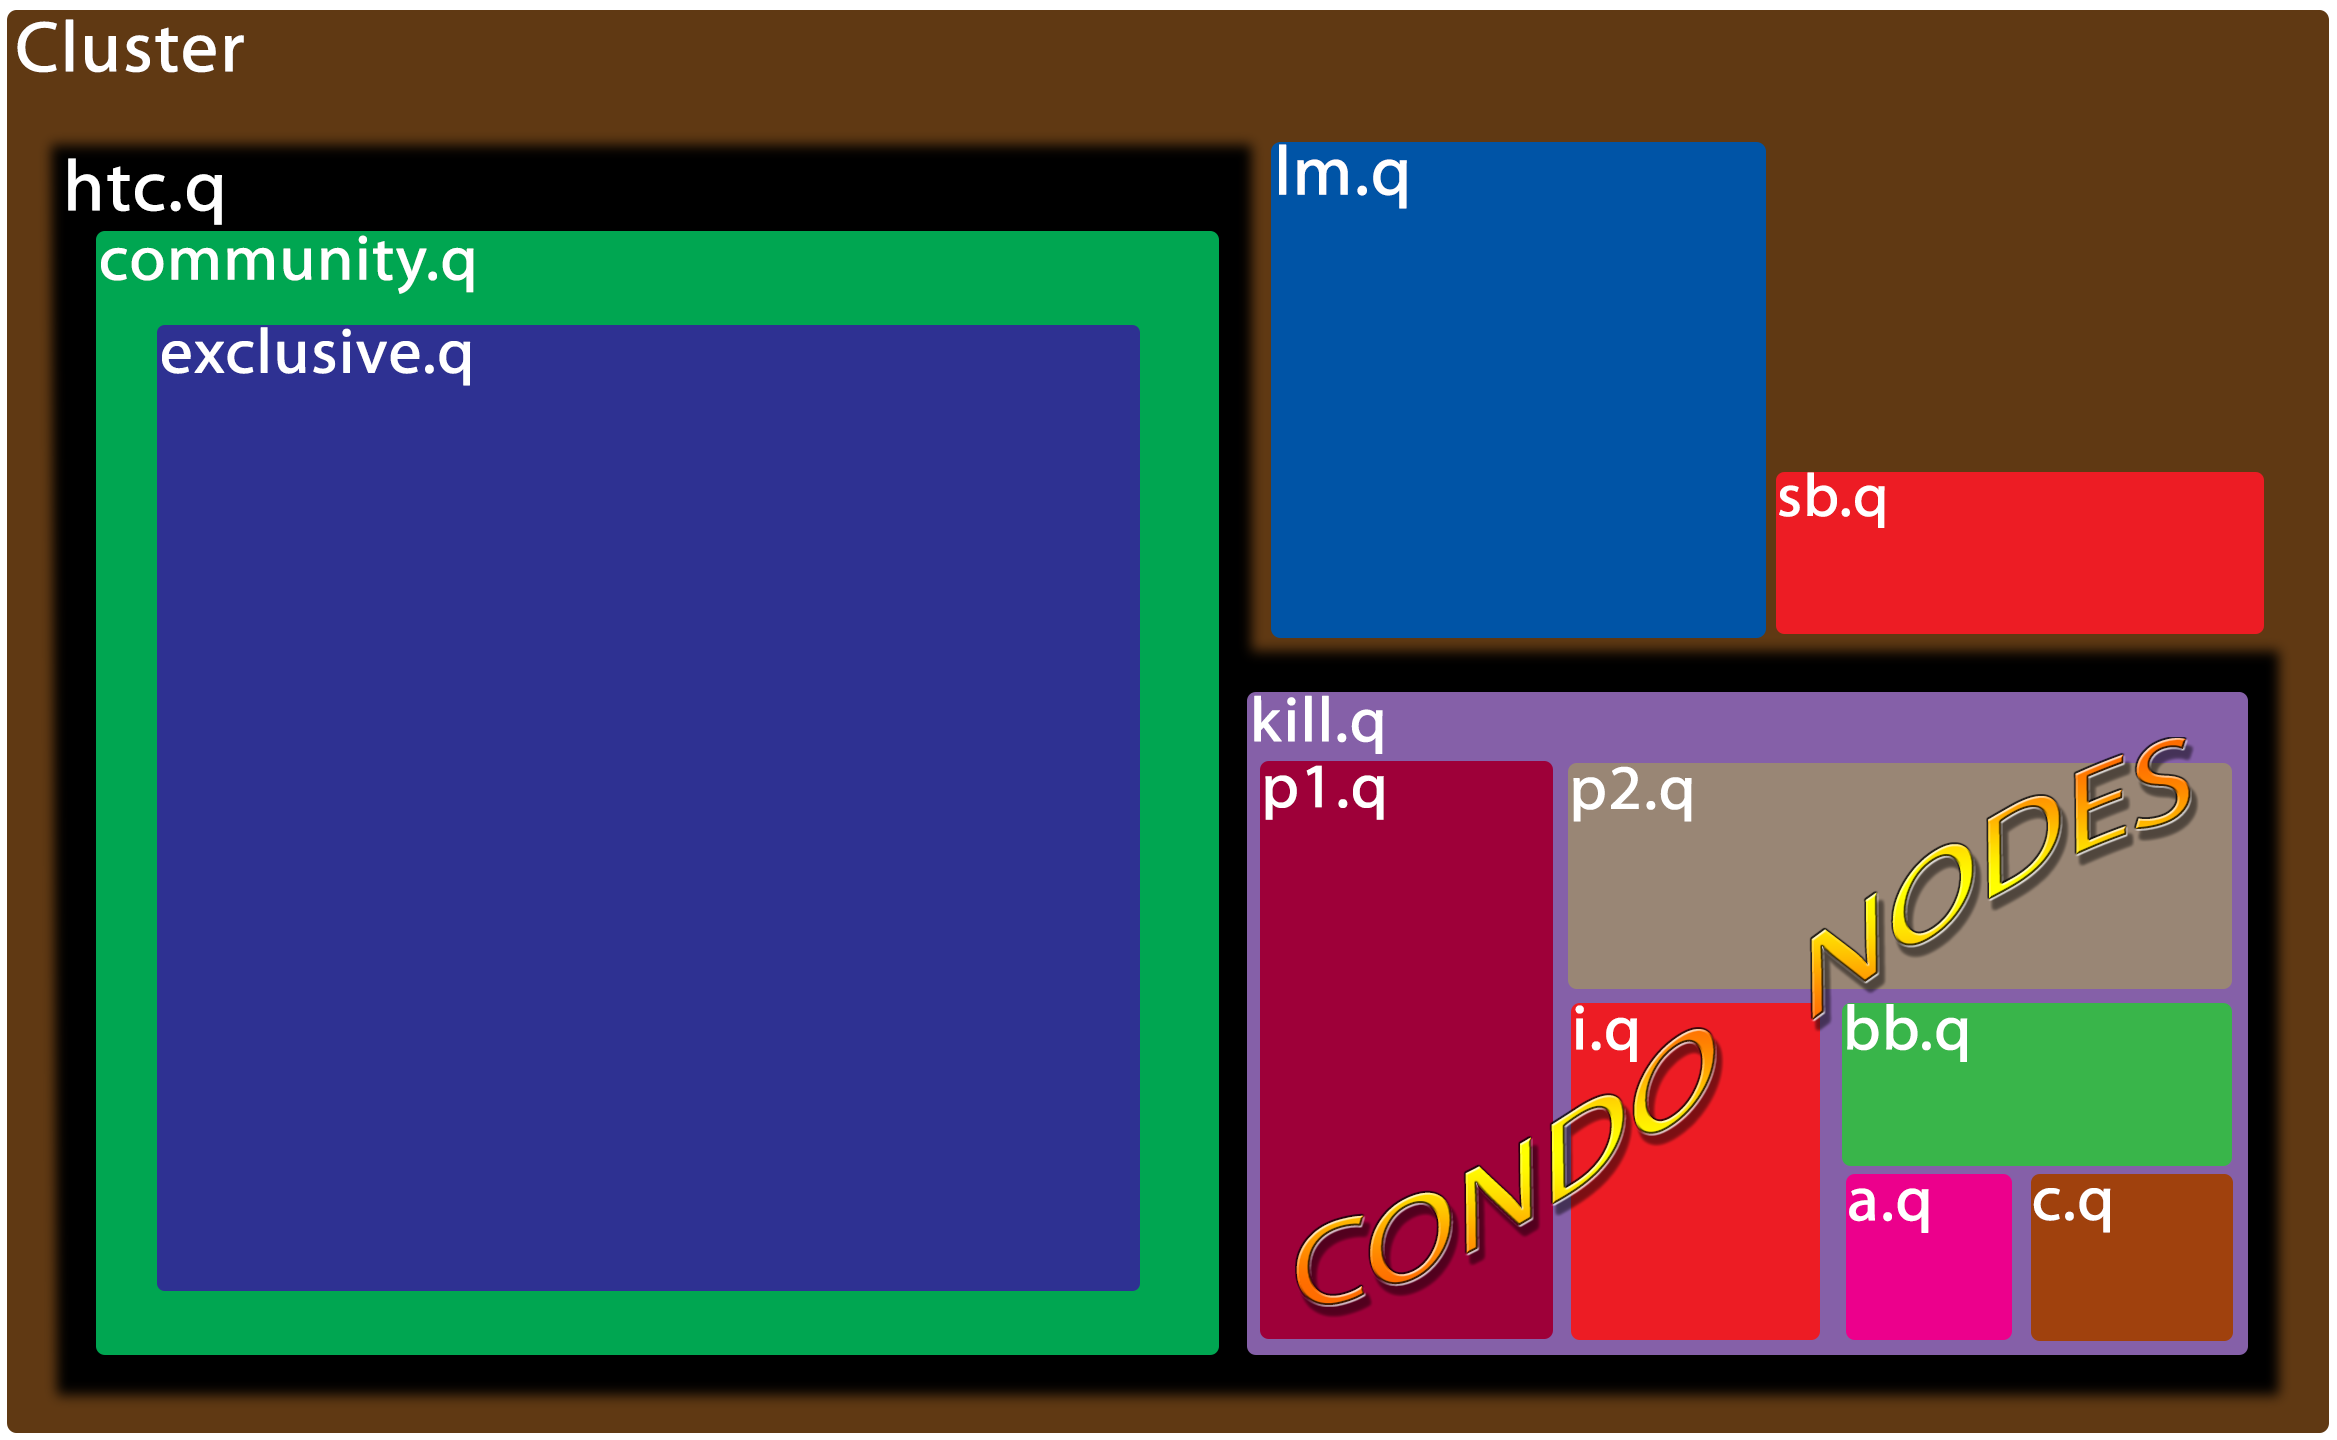 Cluster
htc.q
lm.q
community.q
exclusive.q
sb.q
kill.q
p1.q
p2.q
i.q
bb.q
a.q
c.q
CONDO NODES